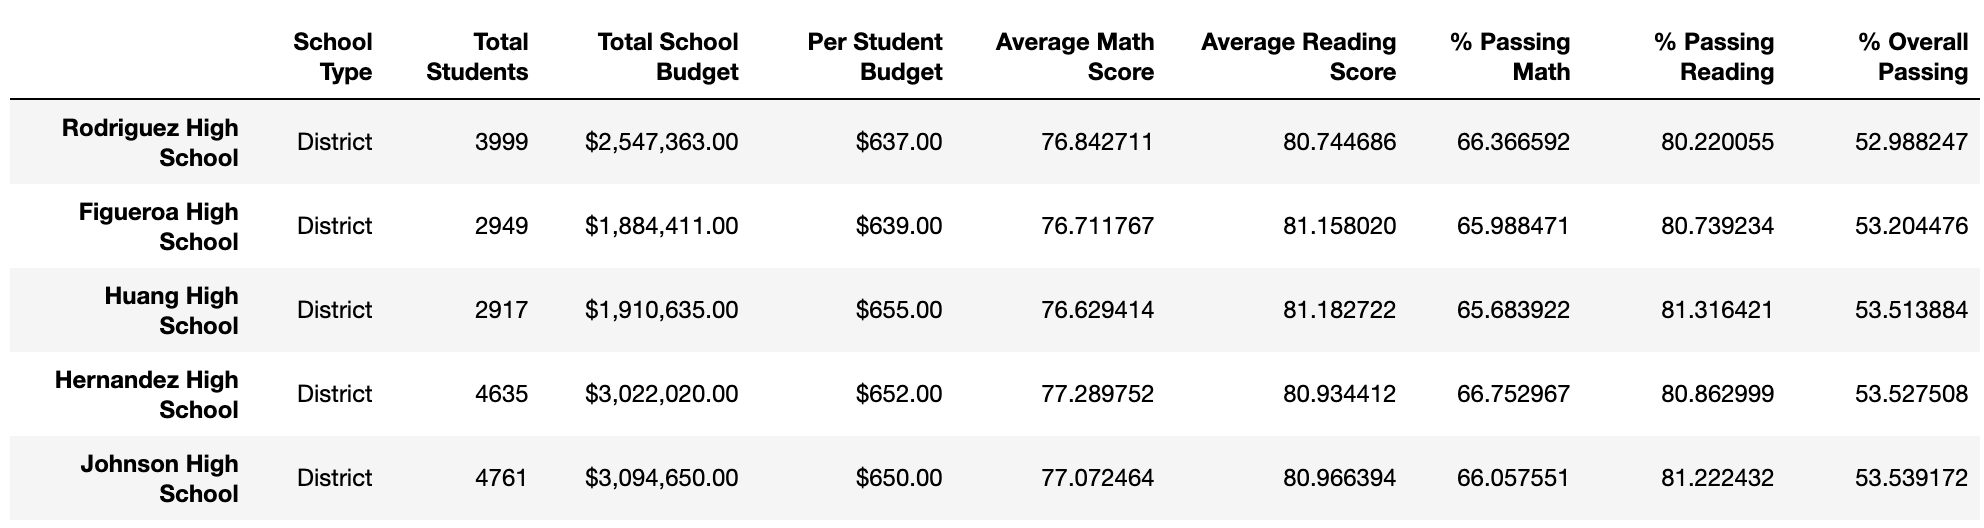 School Type Total Students Total School Budget Per Student Budget Average Math Score Average Reading Score % Passing Math % Passing Reading % Overall Passing
Rodriguez High School District 3999 $2,547,363.00 $637.00 76.842711 80.744686 66.366592 80.220055 52.988247
Figueroa High School District 2949 $1,884,411.00 $639.00 76.711767 81.158020 65.988471 80.739234 53.204476
Huang High School District 2917 $1,910,635.00 $655.00 76.629414 81.182722 65.683922 81.316421 53.513884
Hernandez High School District 4635 $3,022,020.00 $652.00 77.289752 80.934412 66.752967 80.862999 53.527508
Johnson High School District 4761 $3,094,650.00 $650.00 77.072464 80.966394 66.057551 81.222432 53.539172